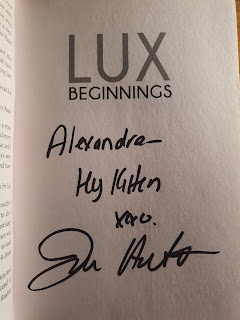 LUX
BEGINNINGS
Alexandra-
Hey Kitten
xoxo.